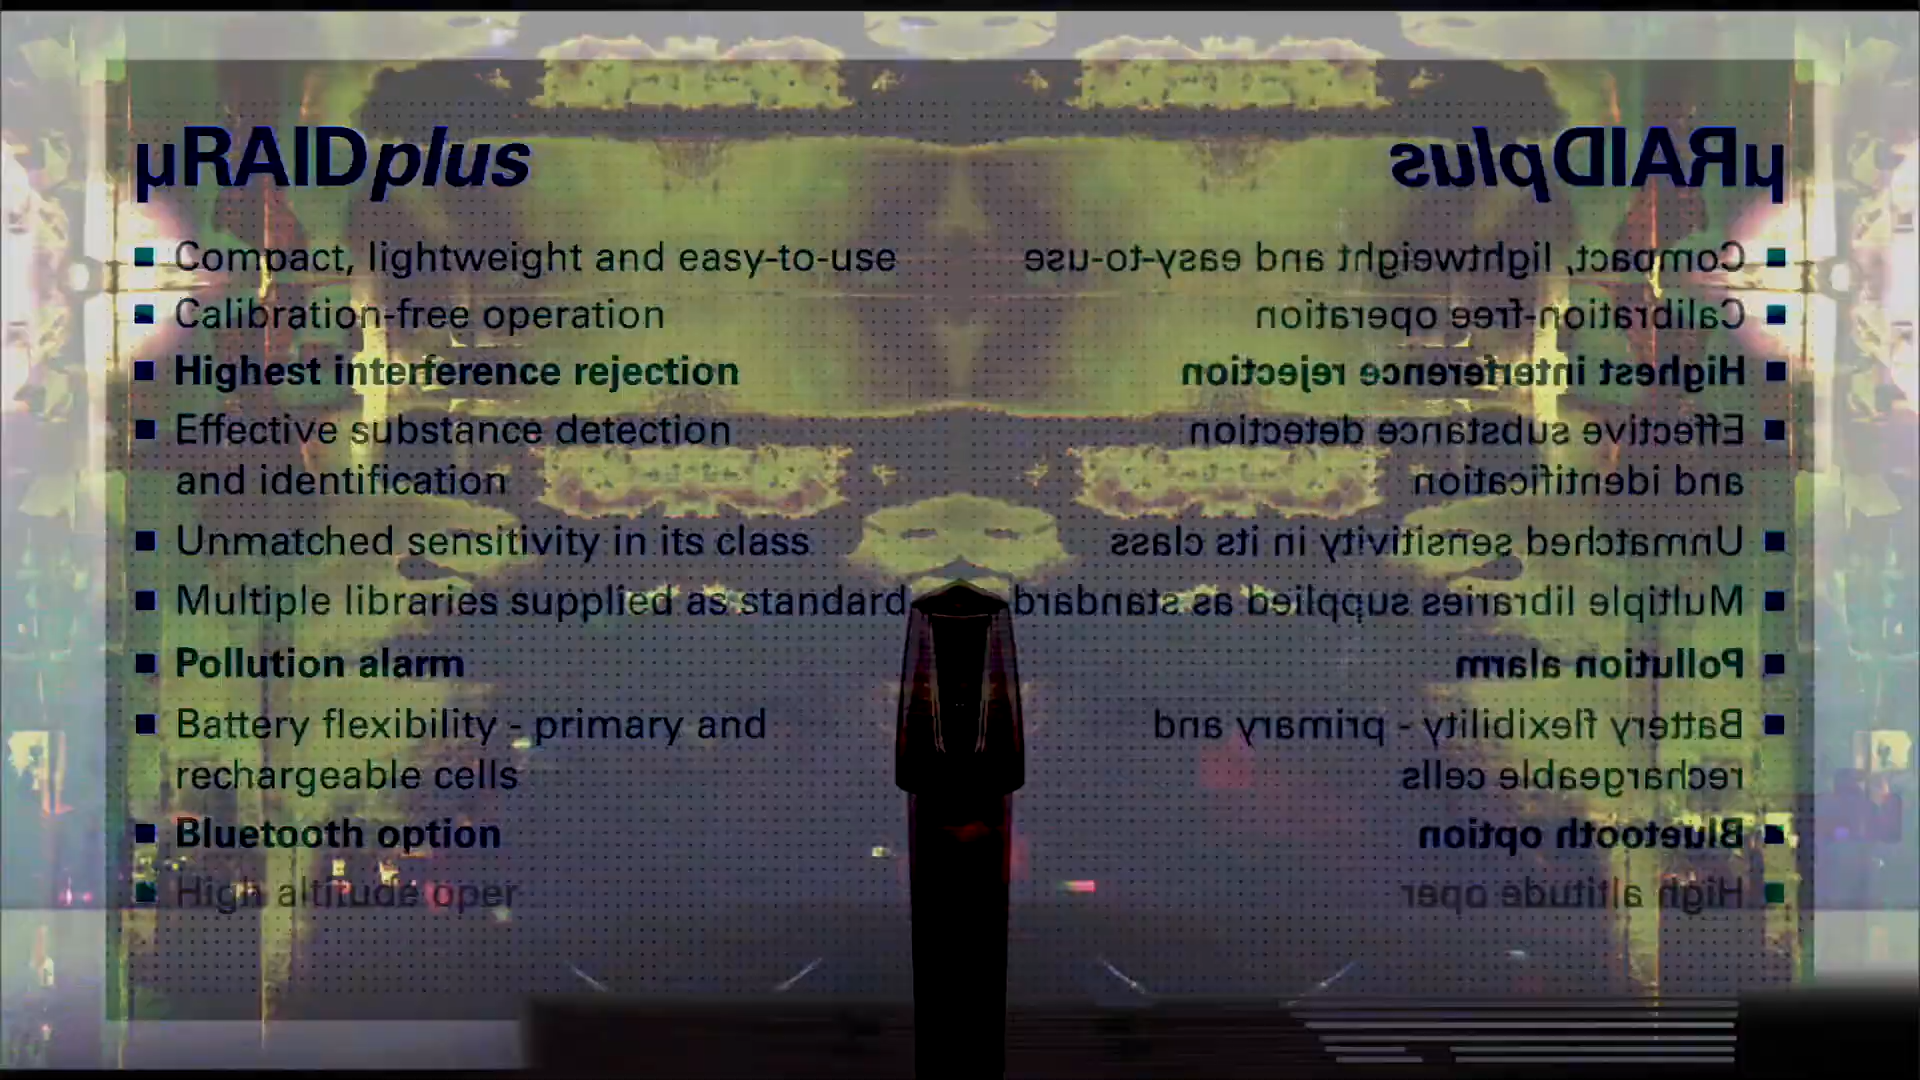 µRAIDplus
Compact, lightweight and easy-to-use
Calibration-free operation
Highest interference rejection
Effective substance detection
and identification
Unmatched sensitivity in its class
Multiple libraries supplied as standard
Pollution alarm
Battery flexibility - primary and
rechargeable cells
Bluetooth option
High altitude oper
µRAIDplus
Compact, lightweight and easy-to-use
Calibration-free operation
Highest interference rejection
Effective substance detection
and identification
Unmatched sensitivity in its class
Multiple libraries supplied as standard
Pollution alarm
Battery flexibility - primary and
rechargeable cells
Bluetooth option
High altitude oper